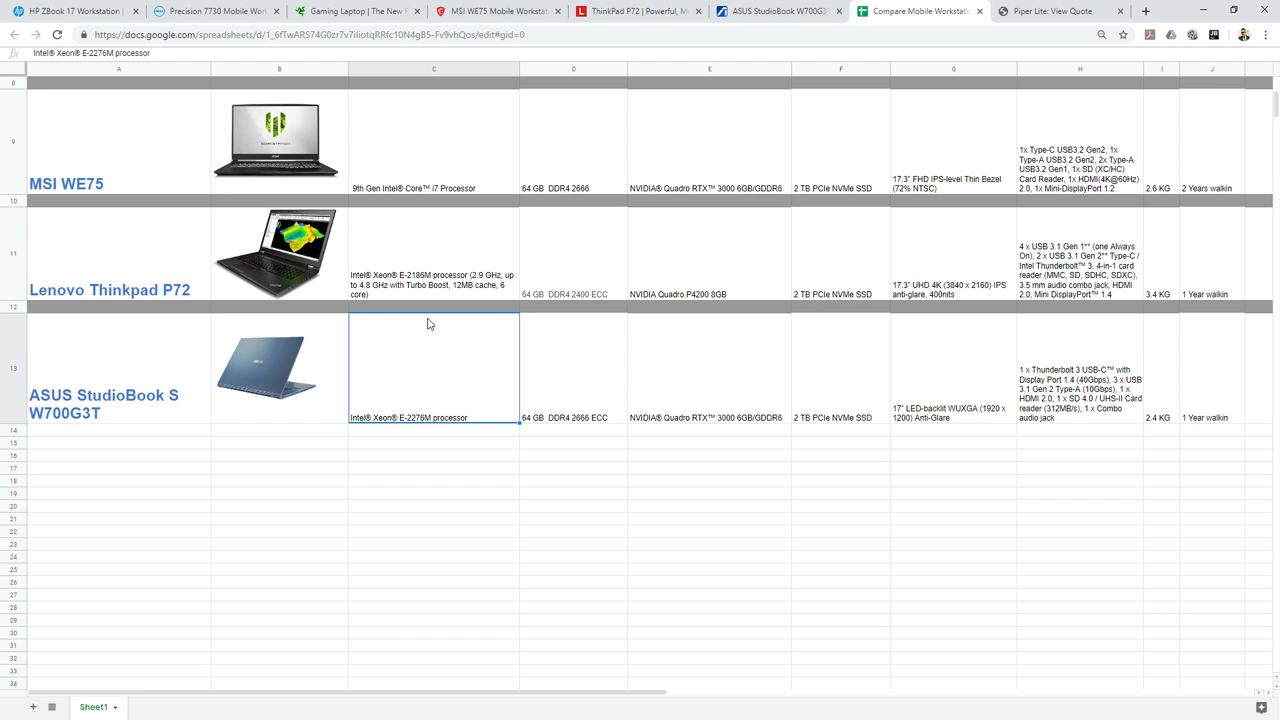 HP ZBook 17 Workstation |
Precision 7730 Mobile Work
Gaming Laptop | The New R
MSI WE75 Mobile Workstat
ThinkPad P72 | Powerful, M
ASUS StudioBook W700G3T
Compare Mobile Workstati
Piper Lite: View Quote
https://docs.google.com/spreadsheets/d/1_6fTwARS74G0zr7v7iliotqRRfc10N4gB5-Fv9vhQos/edit#gid=0
fx Intel® Xeon® E-2276M processor
A B C D E F G H I J
8
9
MSI WE75
9th Gen Intel® Core™ i7 Processor
64 GB DDR4 2666
NVIDIA® Quadro RTX™ 3000 6GB/GDDR6
2 TB PCIe NVMe SSD
17.3" FHD IPS-level Thin Bezel
(72% NTSC)
1x Type-C USB3.2 Gen2, 1x
Type-A USB3.2 Gen2, 2x Type-A
USB3.2 Gen1, 1x SD (XC/HC)
Card Reader, 1x HDMI(4K@60Hz)
2.0, 1x Mini-DisplayPort 1.2
2.6 KG
2 Years walkin
10
11
Lenovo Thinkpad P72
Intel® Xeon® E-2186M processor (2.9 GHz, up
to 4.8 GHz with Turbo Boost, 12MB cache, 6
core)
64 GB DDR4 2400 ECC
NVIDIA Quadro P4200 8GB
2 TB PCIe NVMe SSD
17.3" UHD 4K (3840 x 2160) IPS
anti-glare, 400nits
4 x USB 3.1 Gen 1** (one Always
On), 2 x USB 3.1 Gen 2** Type-C /
Intel Thunderbolt™ 3, 4-in-1 card
reader (MMC, SD, SDHC, SDXC),
3.5 mm audio combo jack, HDMI
2.0, Mini DisplayPort™ 1.4
3.4 KG
1 Year walkin
12
13
ASUS StudioBook S
W700G3T
Intel® Xeon® E-2276M processor
64 GB DDR4 2666 ECC
NVIDIA® Quadro RTX™ 3000 6GB/GDDR6
2 TB PCIe NVMe SSD
17" LED-backlit WUXGA (1920 x
1200) Anti-Glare
1 x Thunderbolt 3 USB-C™ with
Display Port 1.4 (40Gbps), 3 x USB
3.1 Gen 2 Type-A (10Gbps), 1 x
HDMI 2.0, 1 x SD 4.0 / UHS-II Card
reader (312MB/s), 1 x Combo
audio jack
2.4 KG
1 Year walkin
14
15
16
17
18
19
20
21
22
23
24
25
26
27
28
29
30
31
32
33
34
Sheet1